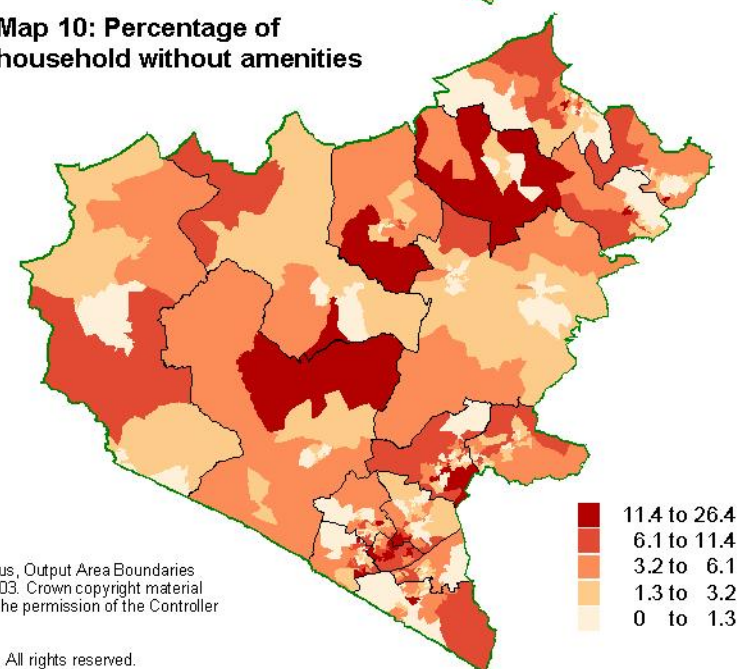 Map 10: Percentage of
household without amenities
11.4 to 26.4
6.1 to 11.4
3.2 to 6.1
1.3 to 3.2
0 to 1.3
us, Output Area Boundaries
03. Crown copyright material
he permission of the Controller
All rights reserved.